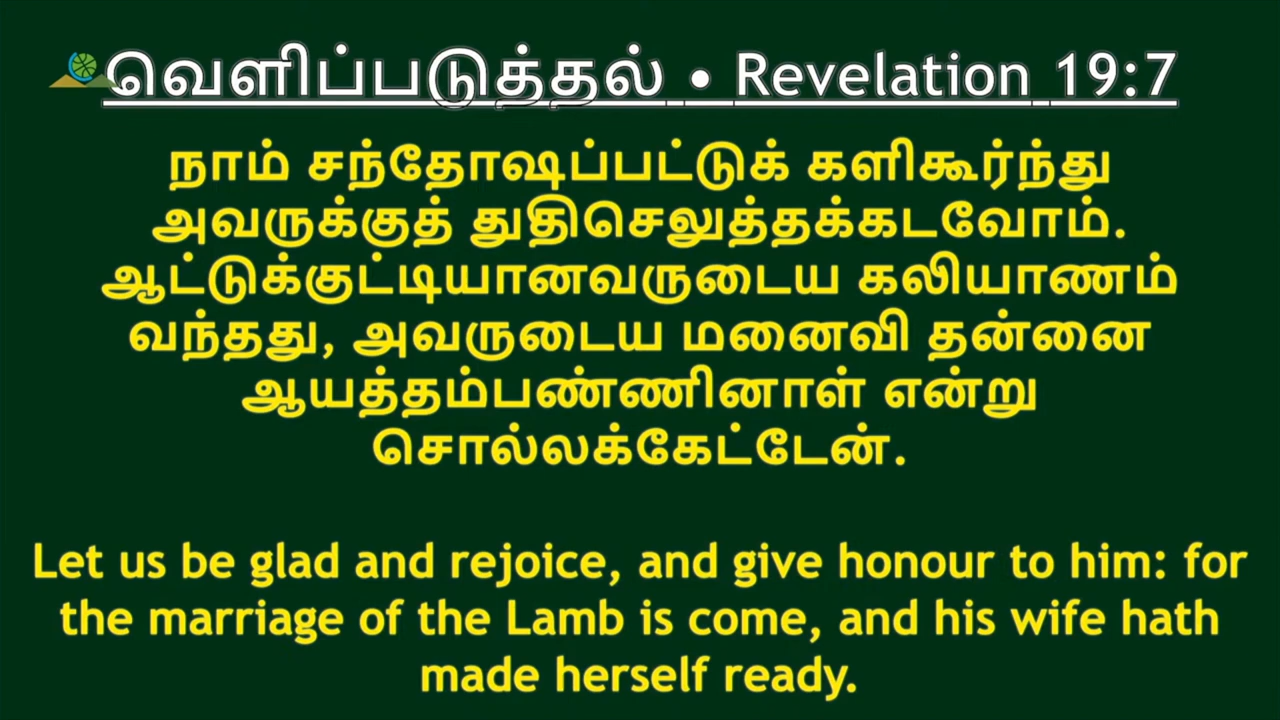 வெளிப்படுத்தல் • Revelation 19:7
நாம் சந்தோஷப்பட்டுக் களிகூர்ந்து
அவருக்குத் துதிசெலுத்தக்கடவோம்.
ஆட்டுக்குட்டியானவருடைய கலியாணம்
வந்தது, அவருடைய மனைவி தன்னை
ஆயத்தம்பண்ணினாள் என்று
சொல்லக்கேட்டேன்.
Let us be glad and rejoice, and give honour to him: for
the marriage of the Lamb is come, and his wife hath
made herself ready.